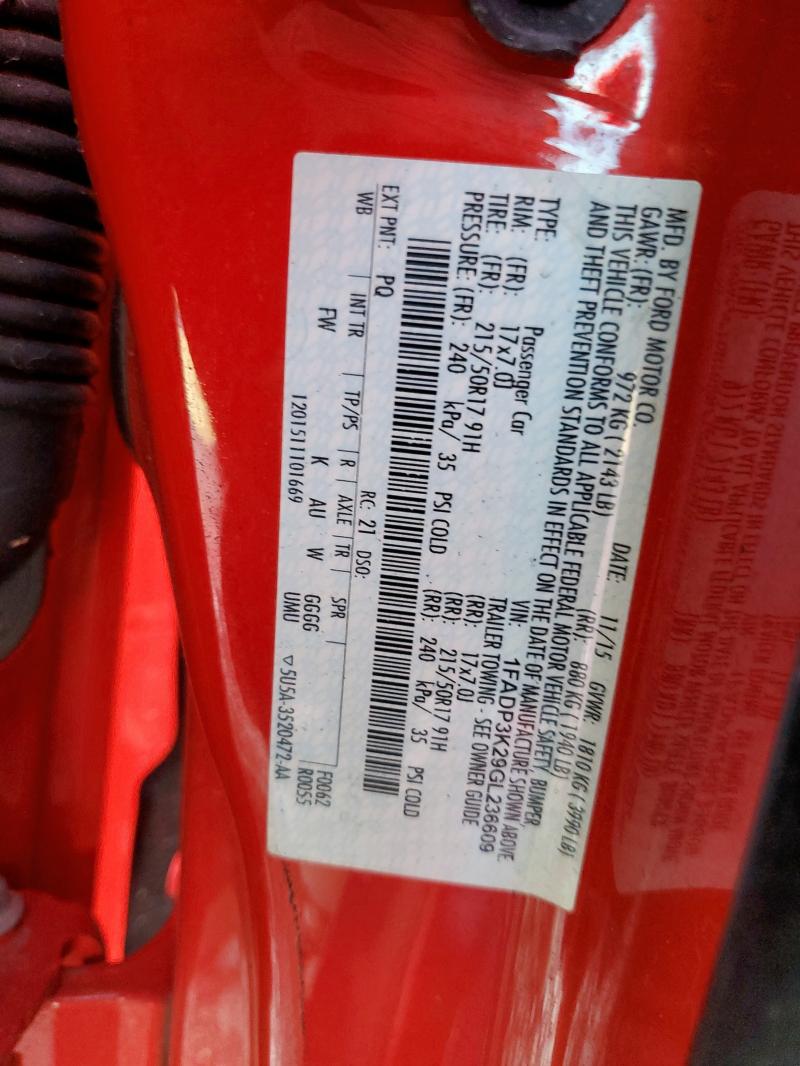 MFD. BY FORD MOTOR CO.
DATE: 11/15 GVWR: 1810 KG ( 3990 LB)
GAWR: (FR): 972 KG ( 2143 LB) (RR): 880 KG ( 1940 LB)
THIS VEHICLE CONFORMS TO ALL APPLICABLE FEDERAL MOTOR VEHICLE SAFETY, BUMPER,
AND THEFT PREVENTION STANDARDS IN EFFECT ON THE DATE OF MANUFACTURE SHOWN ABOVE.
VIN: 1FADP3K29GL236609
TYPE: Passenger Car TRAILER TOWING - SEE OWNER GUIDE
RIM: (FR): 17x7.0J (RR): 17x7.0J
TIRE: (FR): 215/50R17 91H (RR): 215/50R17 91H
PRESSURE: (FR): 240 kPa/ 35 PSI COLD (RR): 240 kPa/ 35 PSI COLD
EXT PNT: PQ RC: 21 DSO: F0062
R0055
WB INT TR TP/PS R AXLE TR SPR
FW K AU W GGGG
1201511101669 UMU ▽5U5A-3520472-AA